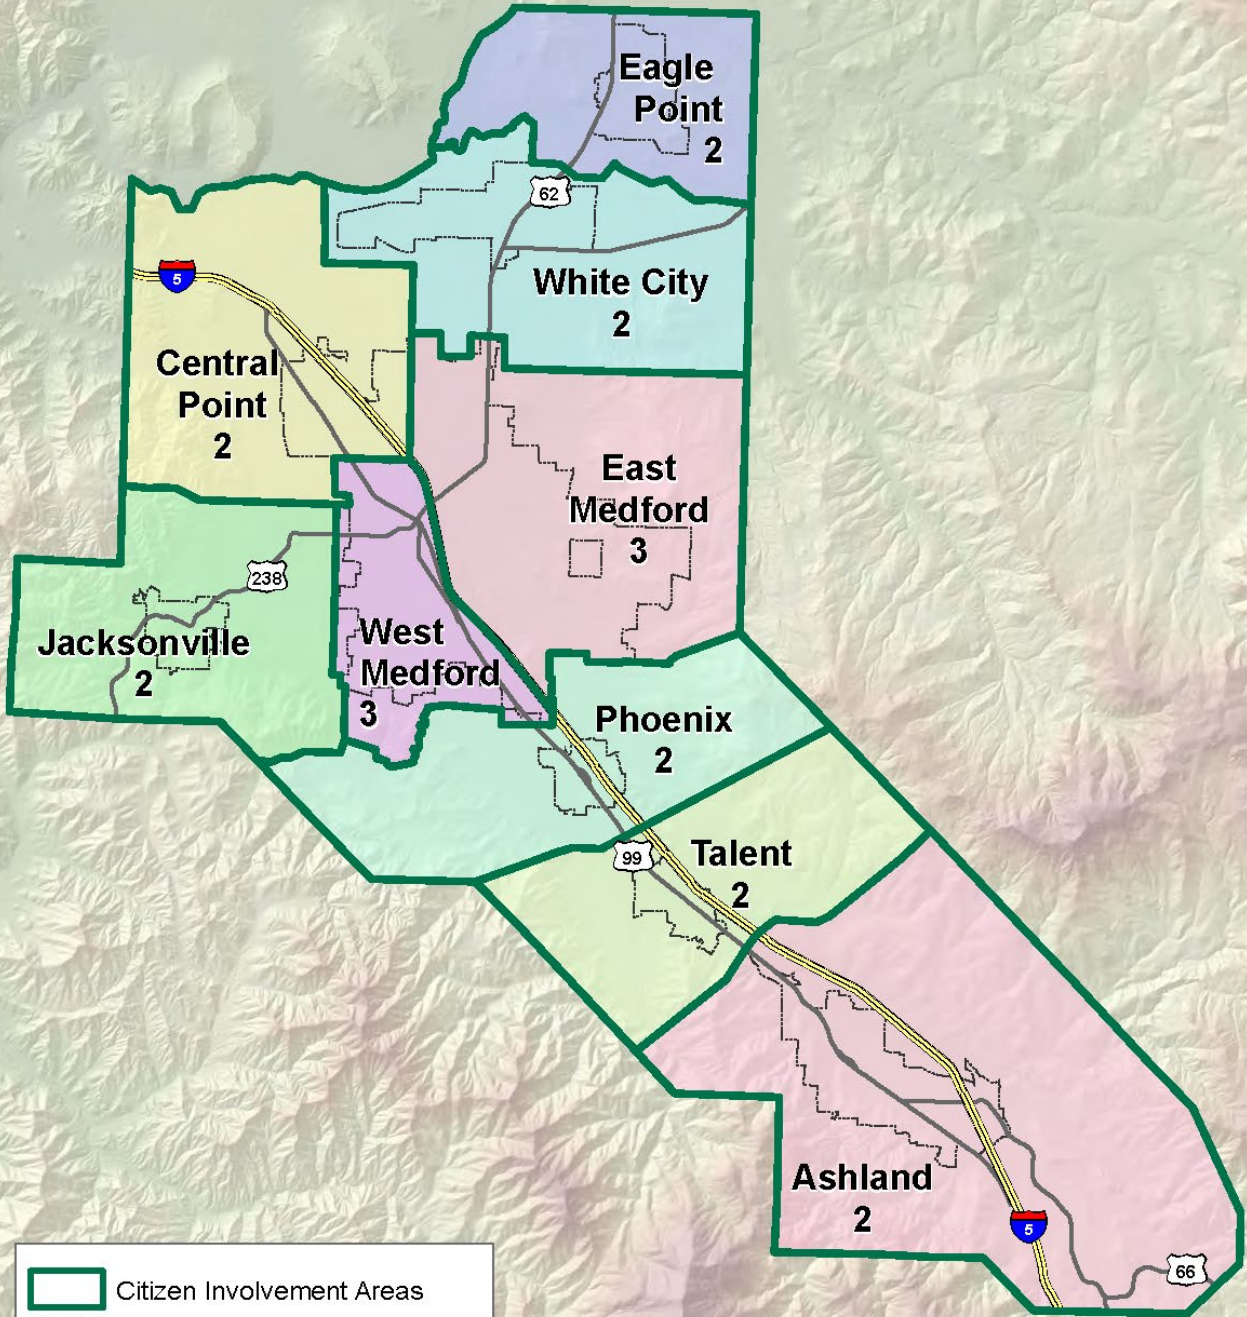 Eagle
Point
2
62
White City
2
5
Central
Point
2
East
Medford
3
238
Jacksonville
2
West
Medford
3
Phoenix
2
99
Talent
2
Ashland
2
5
66
Citizen Involvement Areas